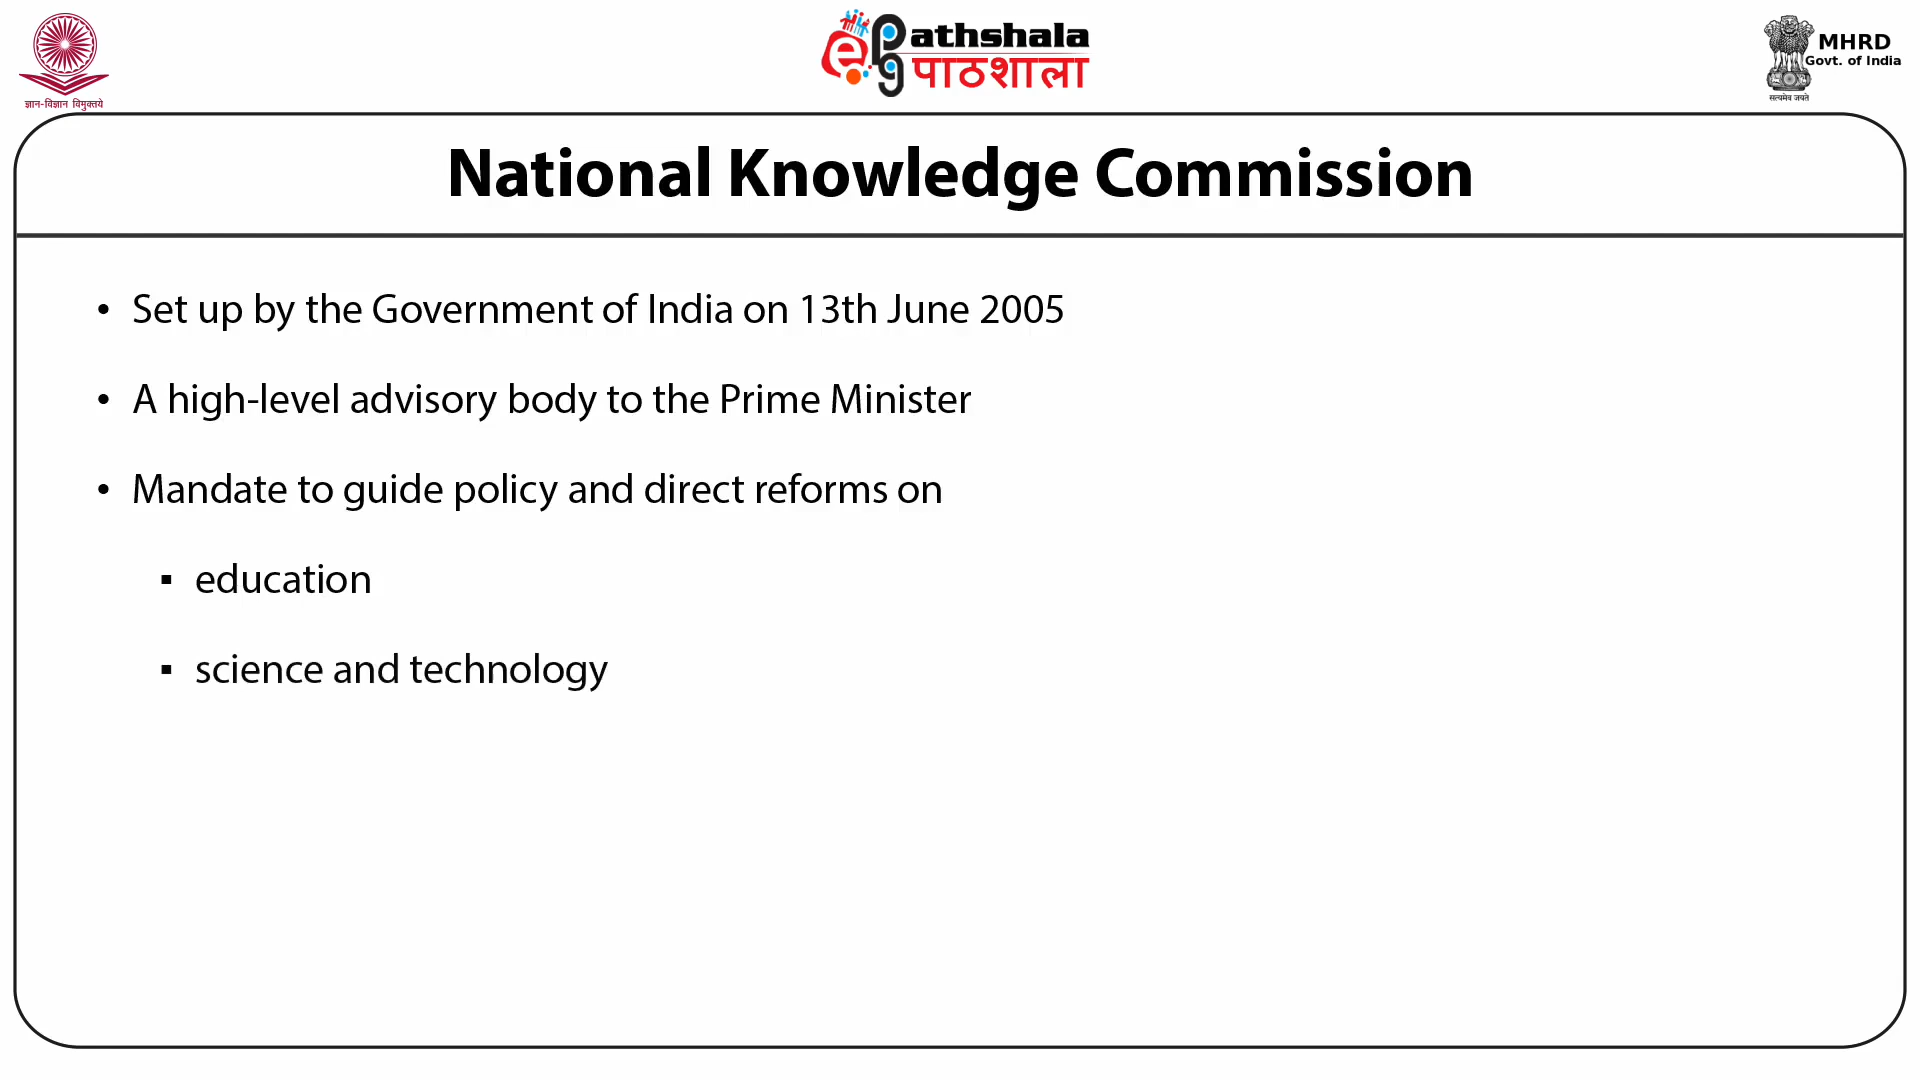 ज्ञान-विज्ञान विमुक्तये
e
pg
athshala
पाठशाला
MHRD
Govt. of India
सत्यमेव जयते
National Knowledge Commission
• Set up by the Government of India on 13th June 2005
• A high-level advisory body to the Prime Minister
• Mandate to guide policy and direct reforms on
▪ education
▪ science and technology